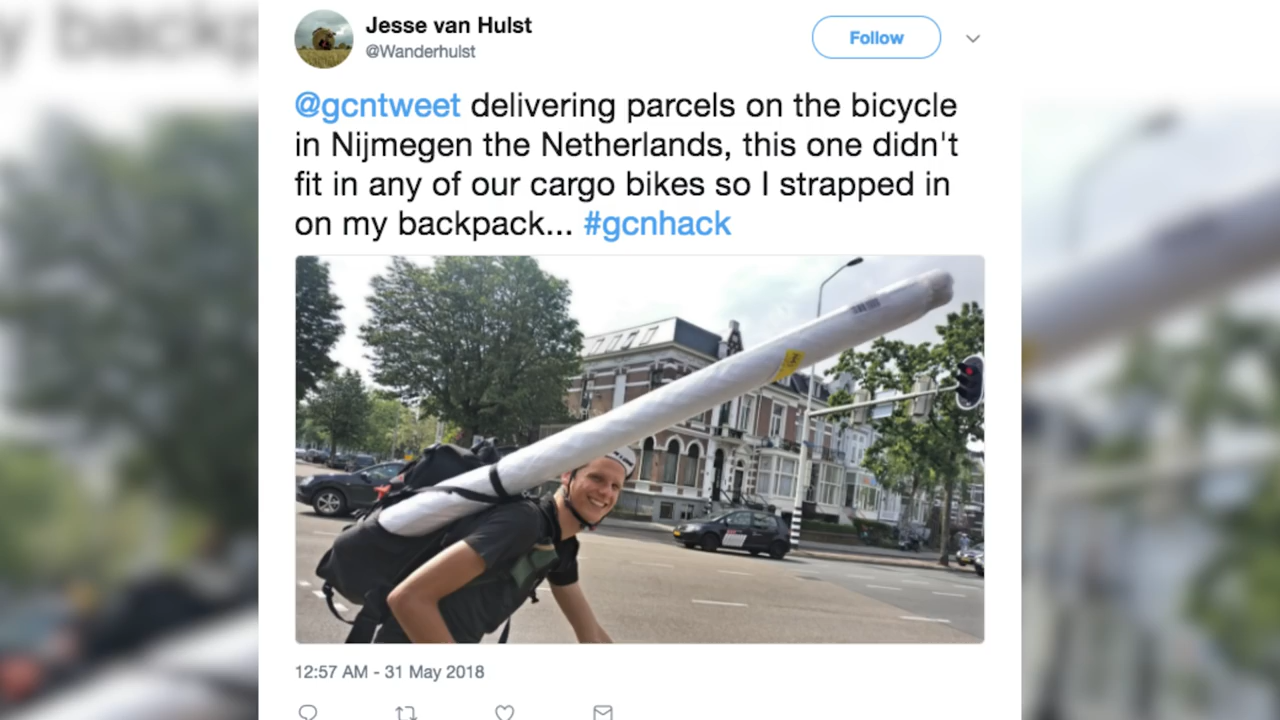 Jesse van Hulst
@Wanderhulst
Follow
@gcntweet delivering parcels on the bicycle
in Nijmegen the Netherlands, this one didn't
fit in any of our cargo bikes so I strapped in
on my backpack... #gcnhack
12:57 AM - 31 May 2018